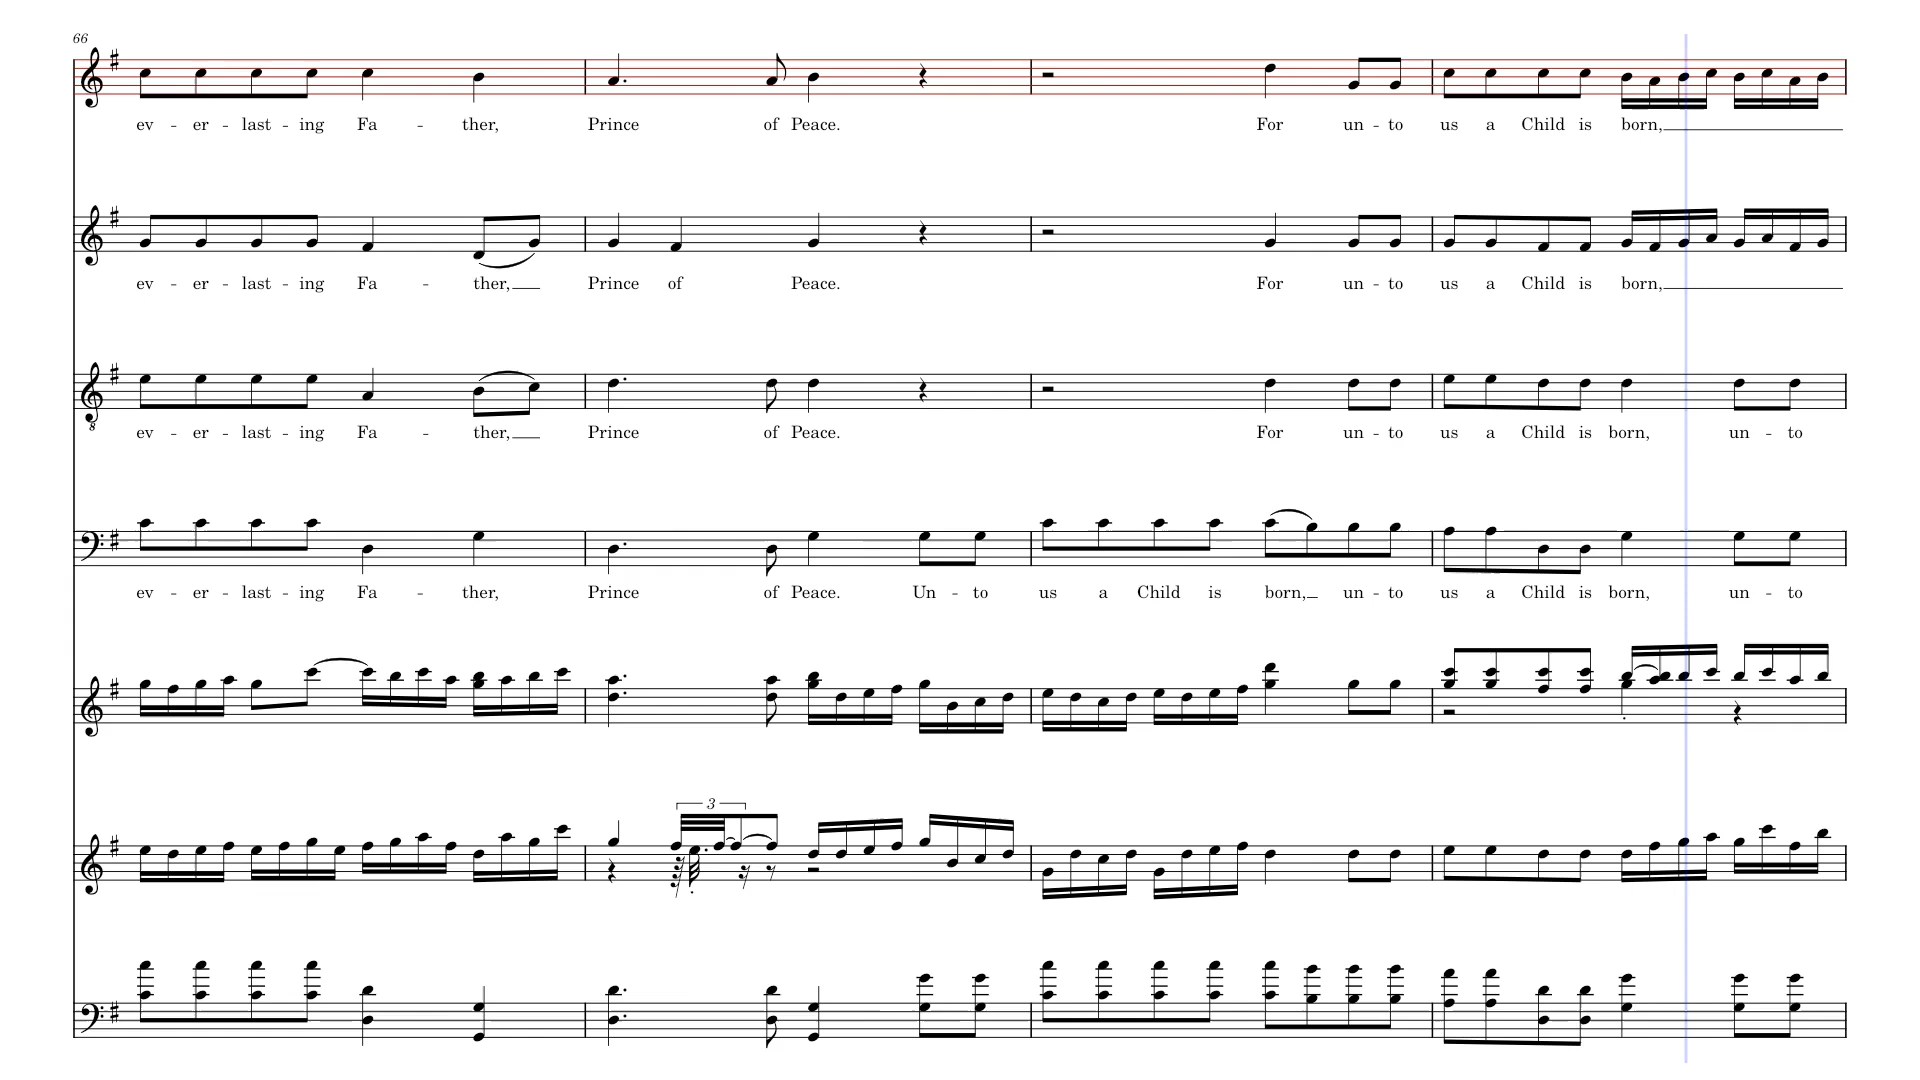 66
ev - er - last - ing Fa - ther, Prince of Peace. For un - to us a Child is born,
ev - er - last - ing Fa - ther, Prince of Peace. For un - to us a Child is born,
8
ev - er - last - ing Fa - ther, Prince of Peace. For un - to us a Child is born, un - to
ev - er - last - ing Fa - ther, Prince of Peace. Un - to us a Child is born, un - to us a Child is born, un - to
3